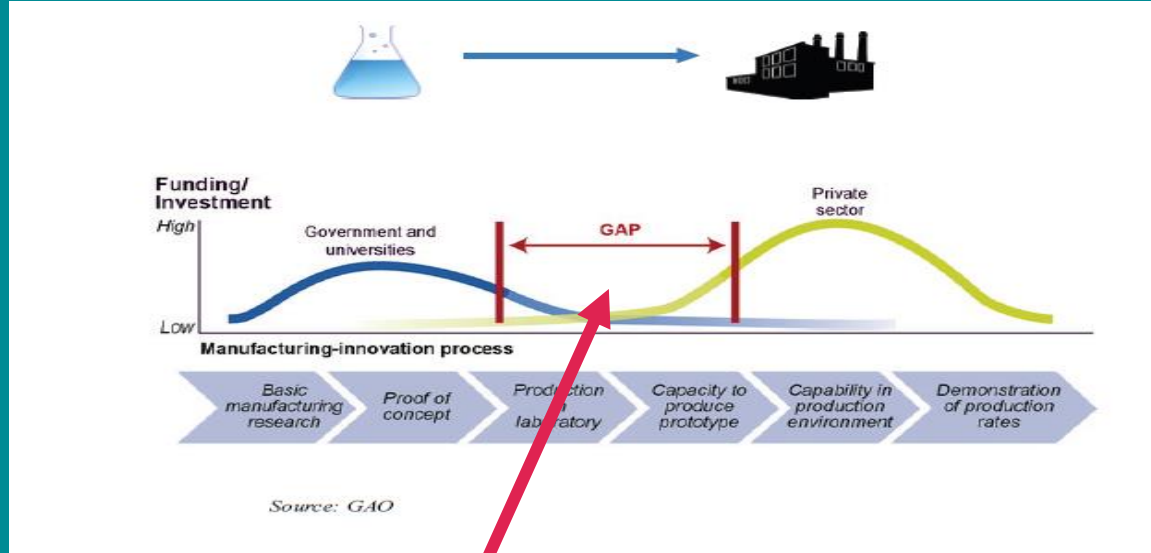 Funding/
Investment
High
Private
sector
Government and
universities
GAP
Low
Manufacturing-innovation process
Basic
manufacturing
research
Proof of
concept
Production
laboratory
Capacity to
produce
prototype
Capability in
production
environment
Demonstration
of production
rates
Source: GAO